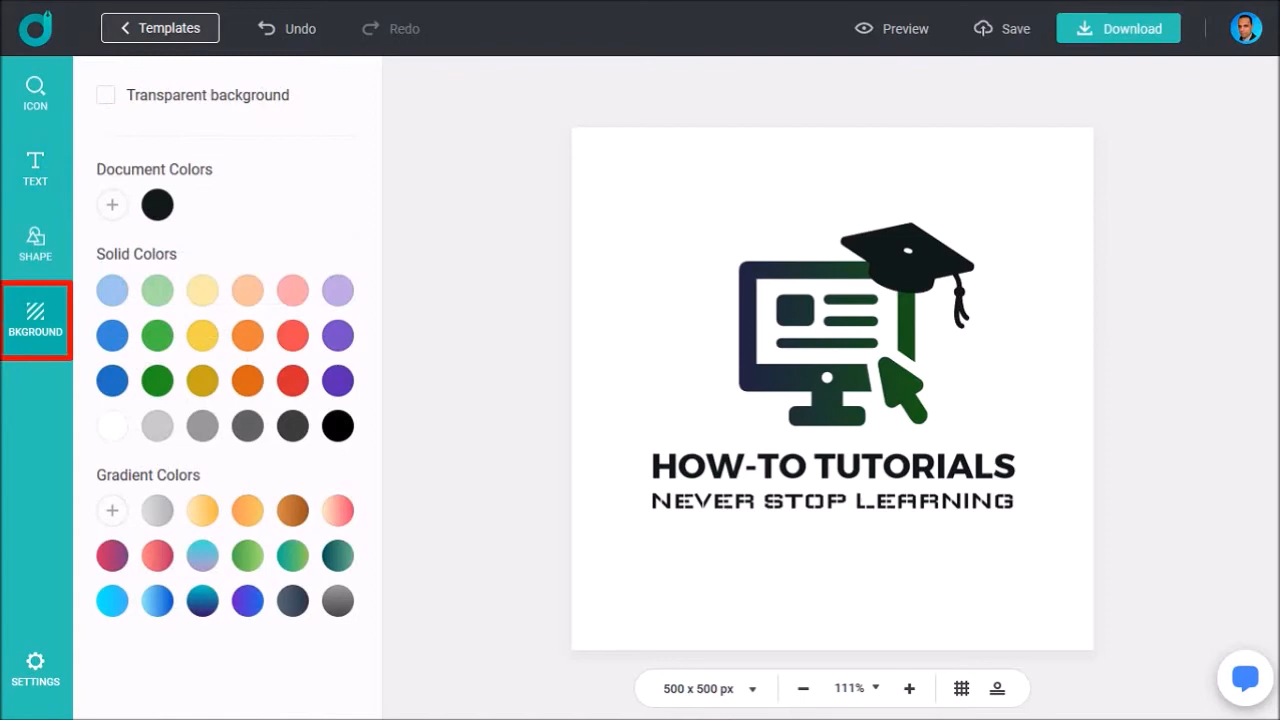 Templates
Undo
Redo
Preview
Save
Download
ICON
TEXT
SHAPE
BKGROUND
SETTINGS
Transparent background
Document Colors
Solid Colors
Gradient Colors
HOW-TO TUTORIALS
NEVER STOP LEARNING
500 x 500 px
111%